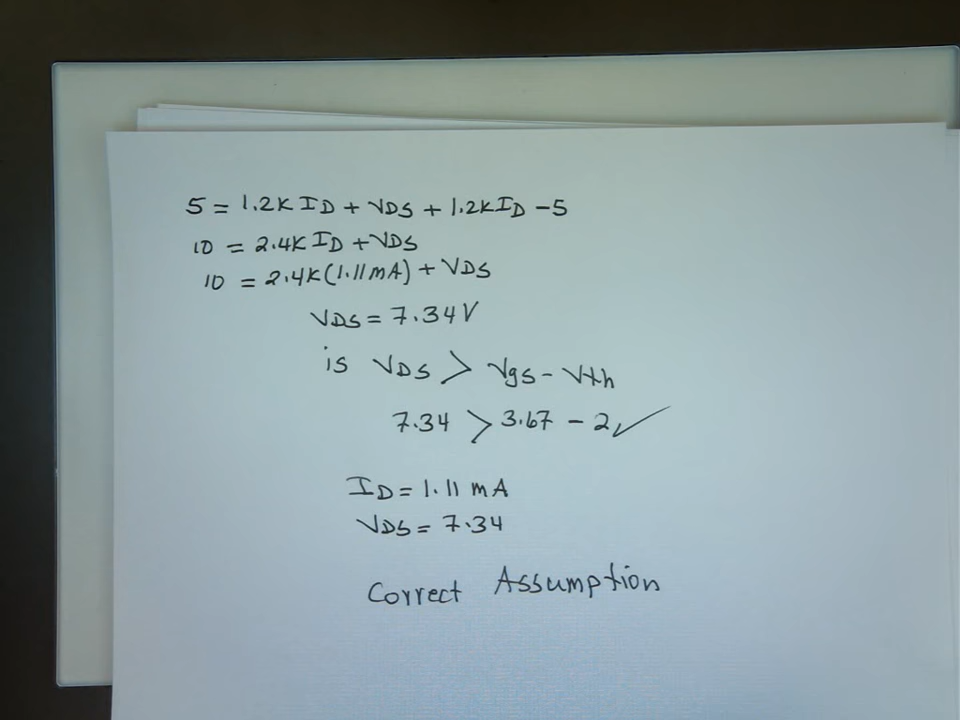 5 = 1.2K ID + VDS + 1.2K ID - 5
10 = 2.4K ID + VDS
10 = 2.4K(1.11mA) + VDS
VDS = 7.34V
is VDS > Vgs - Vth
7.34 > 3.67 - 2 ✓
ID = 1.11 mA
VDS = 7.34
Correct Assumption